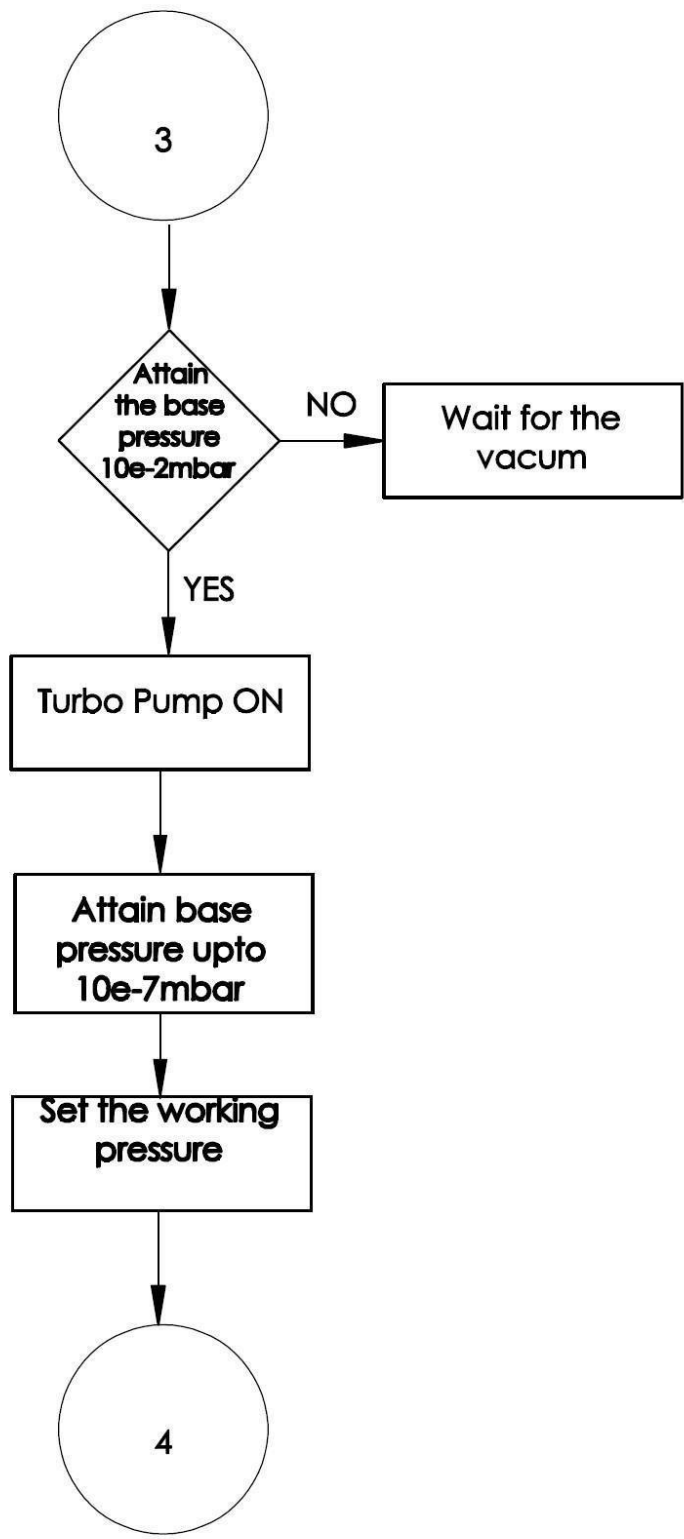 3
Attain
the base
pressure
10e-2mbar
NO
Wait for the
vacum
YES
Turbo Pump ON
Attain base
pressure upto
10e-7mbar
Set the working
pressure
4